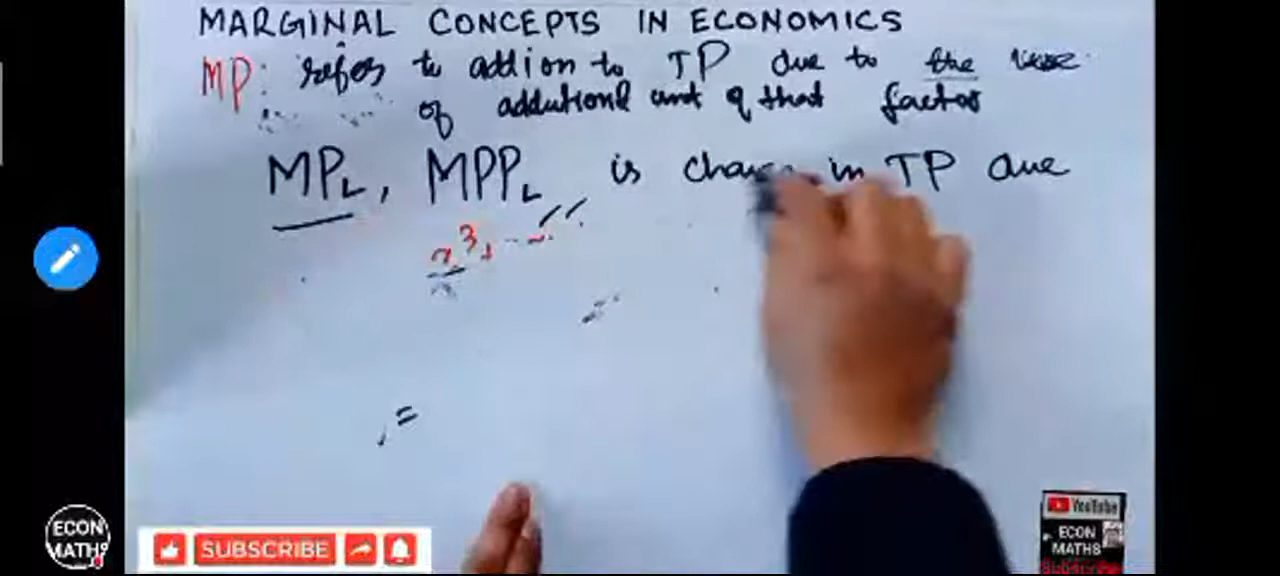 MARGINAL CONCEPTS IN ECONOMICS
MP: refers to addion to TP due to the
of addutional unit of that factor
MPL, MPPL is change in TP due
ECON
MATHS
SUBSCRIBE
YouTube
ECON
MATHS